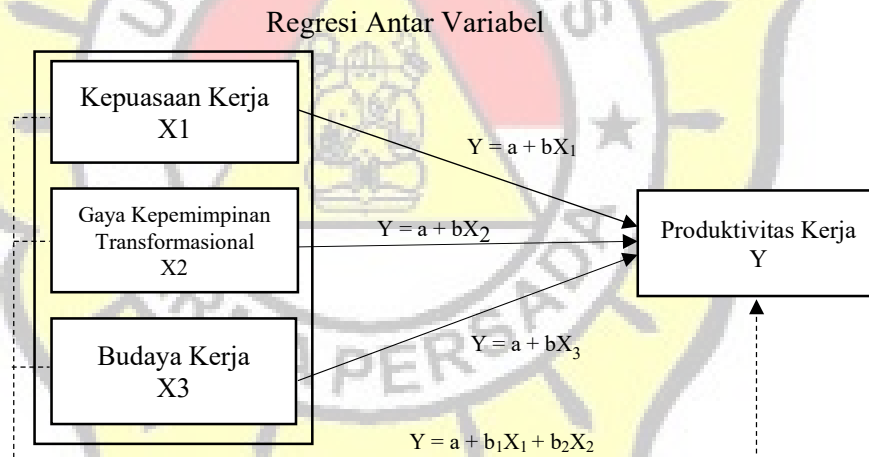 Regresi Antar Variabel
Kepuasaan Kerja
X1
Y = a + bX₁
Gaya Kepemimpinan
Transformasional
X2
Y = a + bX₂
Produktivitas Kerja
Y
Budaya Kerja
X3
Y = a + bX₃
Y = a + b₁X₁ + b₂X₂
PERSADA